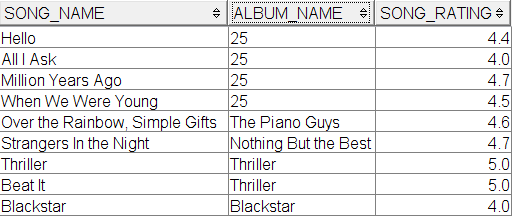 SONG_NAME ALBUM_NAME SONG_RATING
Hello 25 4.4
All I Ask 25 4.0
Million Years Ago 25 4.7
When We Were Young 25 4.5
Over the Rainbow, Simple Gifts The Piano Guys 4.6
Strangers In the Night Nothing But the Best 4.7
Thriller Thriller 5.0
Beat It Thriller 5.0
Blackstar Blackstar 4.0